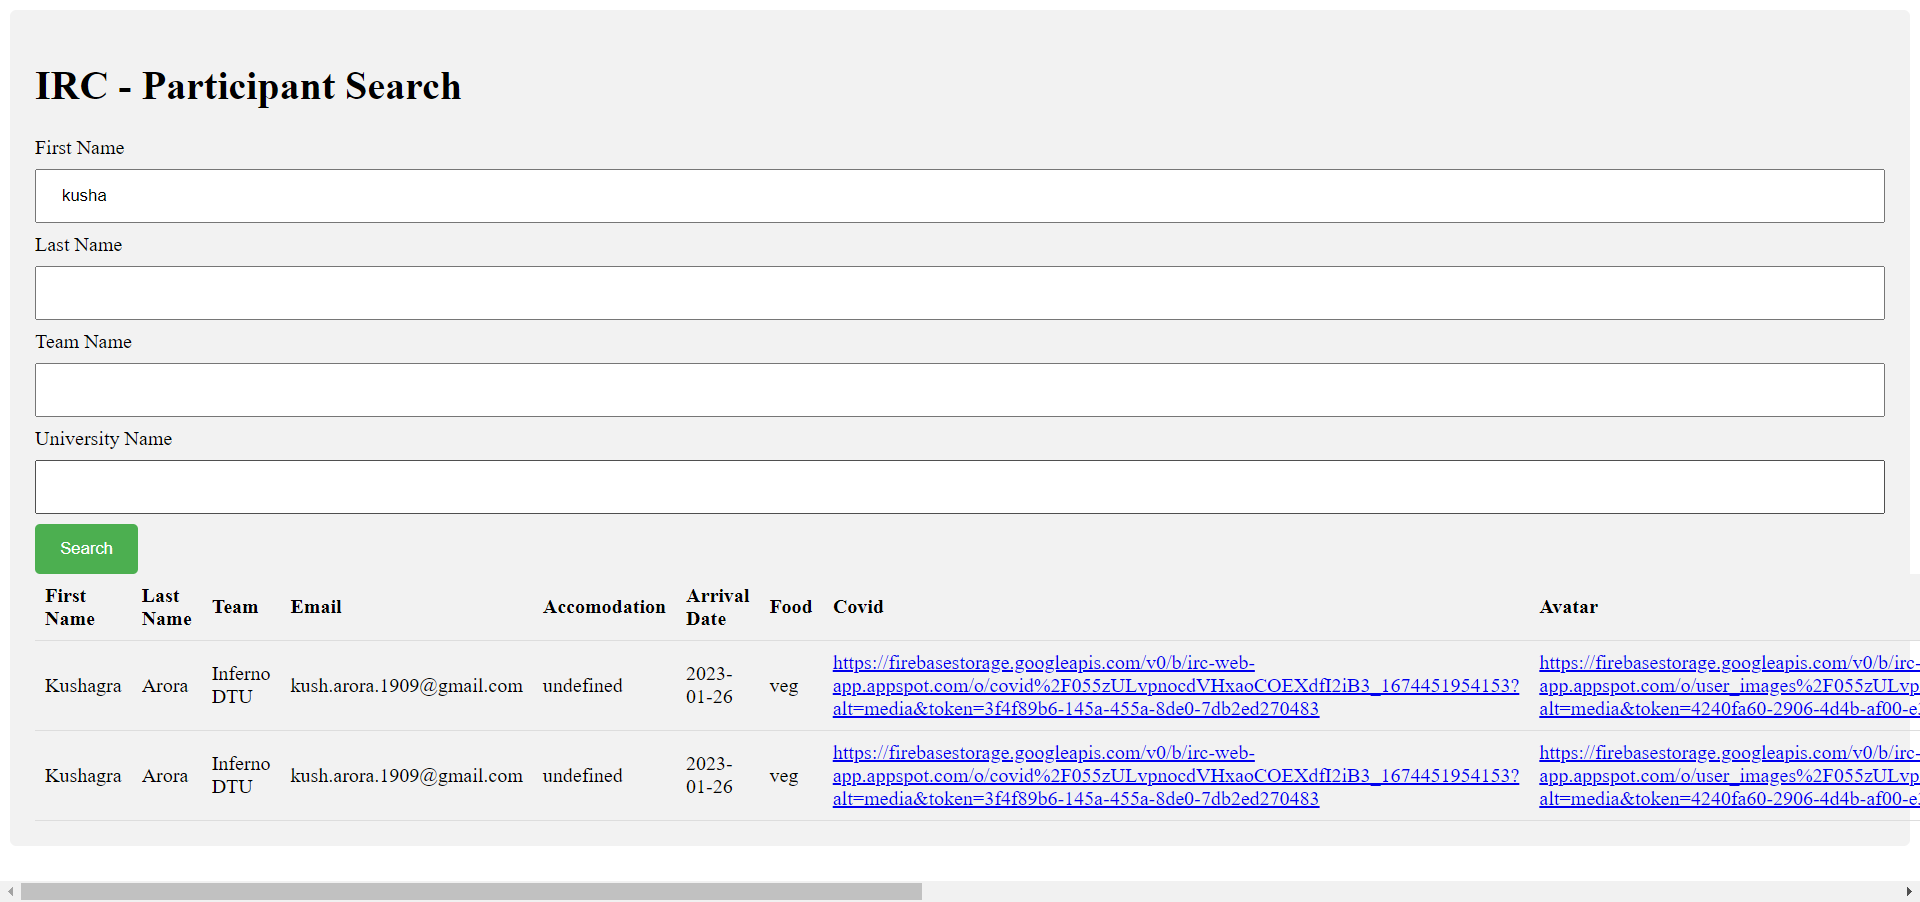 IRC - Participant Search
First Name
kusha
Last Name
Team Name
University Name
Search
First Name Last Name Team Email Accomodation Arrival Date Food Covid Avatar
Kushagra Arora Inferno DTU kush.arora.1909@gmail.com undefined 2023-01-26 veg https://firebasestorage.googleapis.com/v0/b/irc-web-app.appspot.com/o/covid%2F055zULvpnocdVHxaoCOEXdfI2iB3_1674451954153?alt=media&token=3f4f89b6-145a-455a-8de0-7db2ed270483 https://firebasestorage.googleapis.com/v0/b/irc-app.appspot.com/o/user_images%2F055zULvp alt=media&token=4240fa60-2906-4d4b-af00-e
Kushagra Arora Inferno DTU kush.arora.1909@gmail.com undefined 2023-01-26 veg https://firebasestorage.googleapis.com/v0/b/irc-web-app.appspot.com/o/covid%2F055zULvpnocdVHxaoCOEXdfI2iB3_1674451954153?alt=media&token=3f4f89b6-145a-455a-8de0-7db2ed270483 https://firebasestorage.googleapis.com/v0/b/irc-app.appspot.com/o/user_images%2F055zULvp alt=media&token=4240fa60-2906-4d4b-af00-e